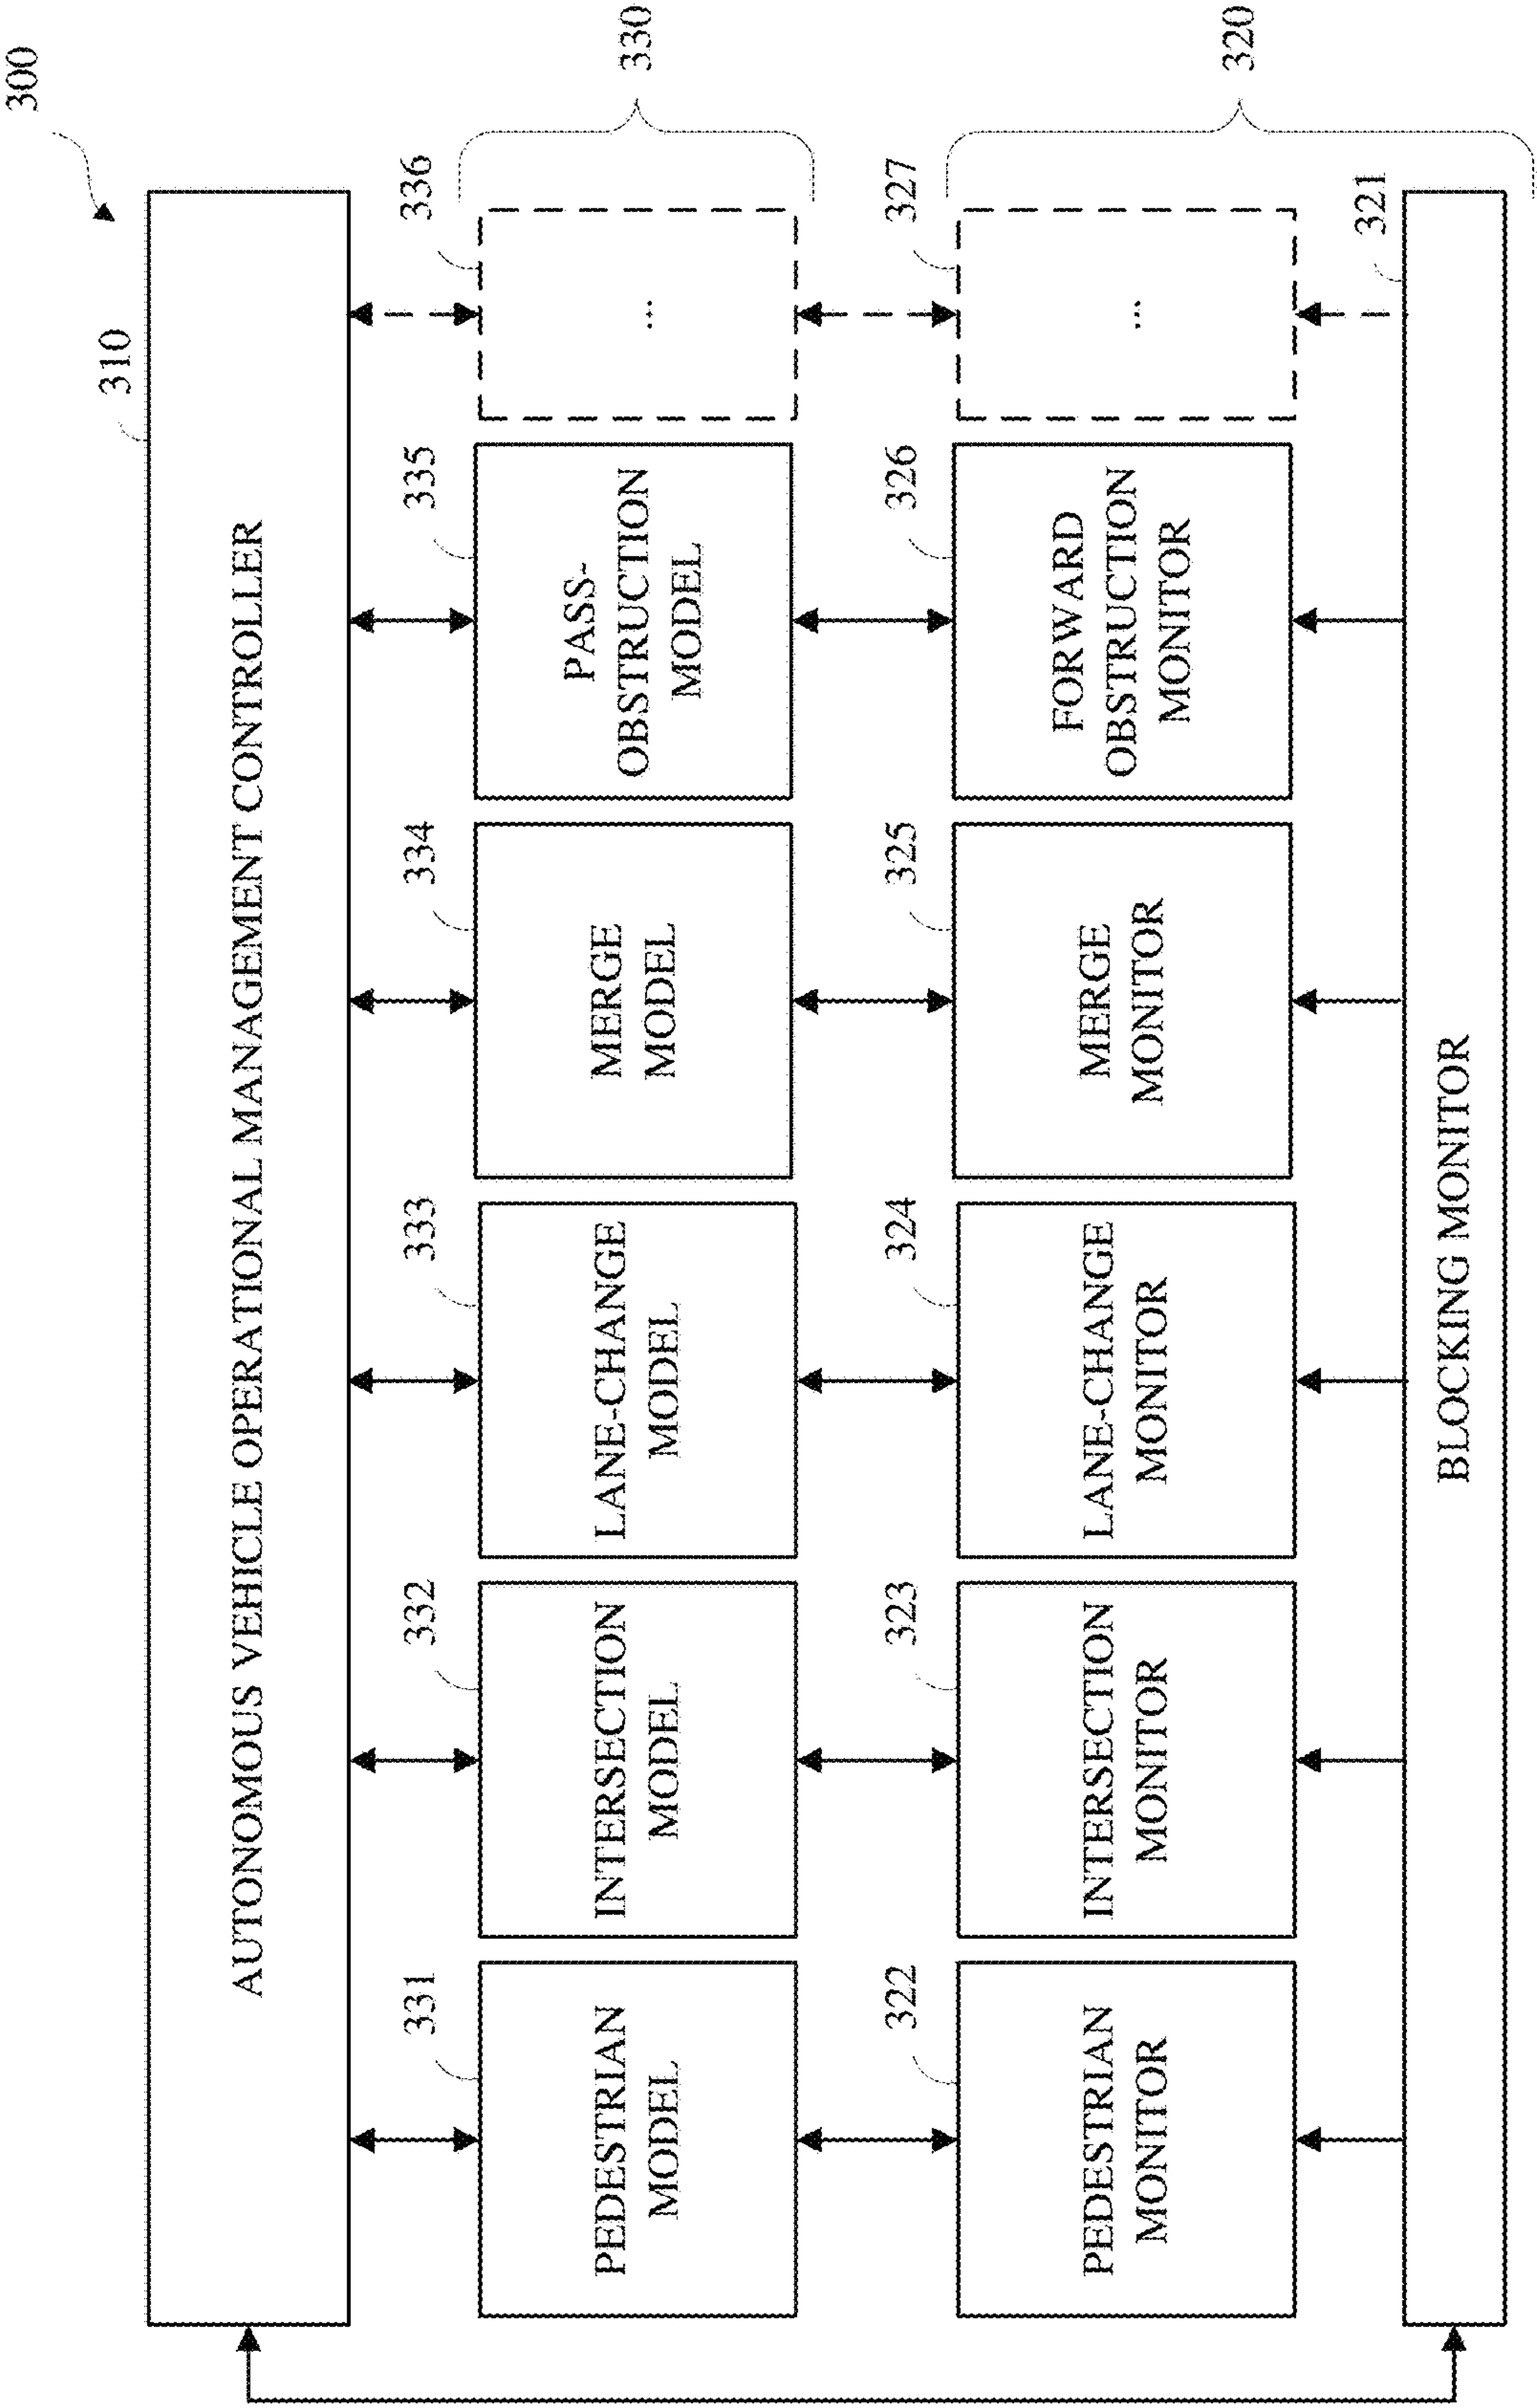 300
310
AUTONOMOUS VEHICLE OPERATIONAL MANAGEMENT CONTROLLER
331
332
333
334
335
336
330
PEDESTRIAN
MODEL
INTERSECTION
MODEL
LANE-CHANGE
MODEL
MERGE
MODEL
PASS-
OBSTRUCTION
MODEL
...
322
323
324
325
326
327
320
PEDESTRIAN
MONITOR
INTERSECTION
MONITOR
LANE-CHANGE
MONITOR
MERGE
MONITOR
FORWARD
OBSTRUCTION
MONITOR
...
321
BLOCKING MONITOR